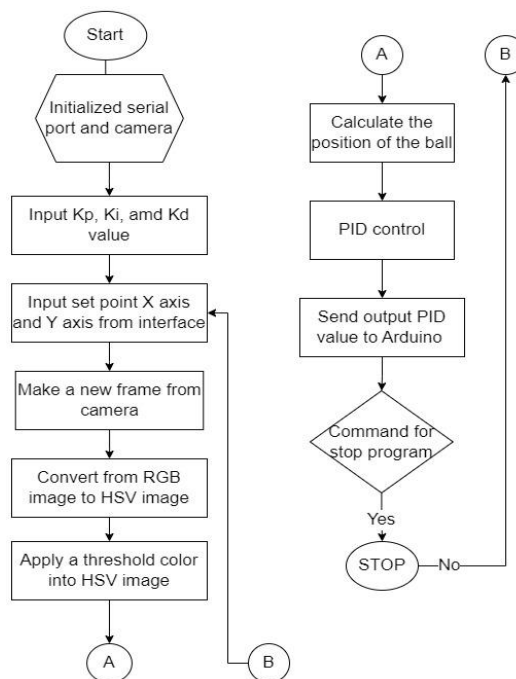 Start
Initialized serial
port and camera
Input Kp, Ki, amd Kd
value
Input set point X axis
and Y axis from interface
Make a new frame from
camera
Convert from RGB
image to HSV image
Apply a threshold color
into HSV image
A
B
A
Calculate the
position of the ball
PID control
Send output PID
value to Arduino
Command for
stop program
Yes
STOP
No
B